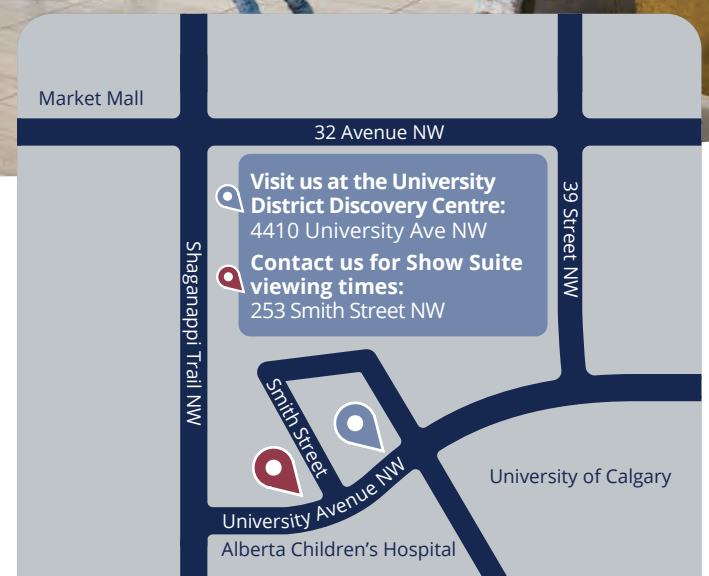 Market Mall
32 Avenue NW
Visit us at the University
District Discovery Centre:
4410 University Ave NW
Contact us for Show Suite
viewing times:
253 Smith Street NW
39 Street NW
Shaganappi Trail NW
Smith Street
University Avenue NW
University of Calgary
Alberta Children’s Hospital